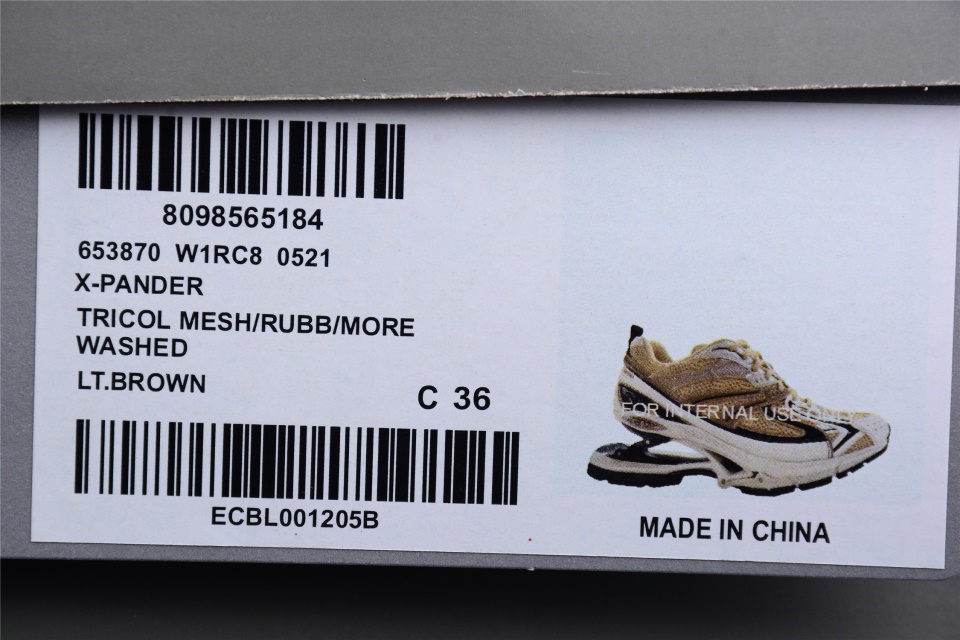 8098565184
653870 W1RC8 0521
X-PANDER
TRICOL MESH/RUBB/MORE
WASHED
LT.BROWN
C 36
FOR INTERNAL USE ONLY
ECBL001205B
MADE IN CHINA